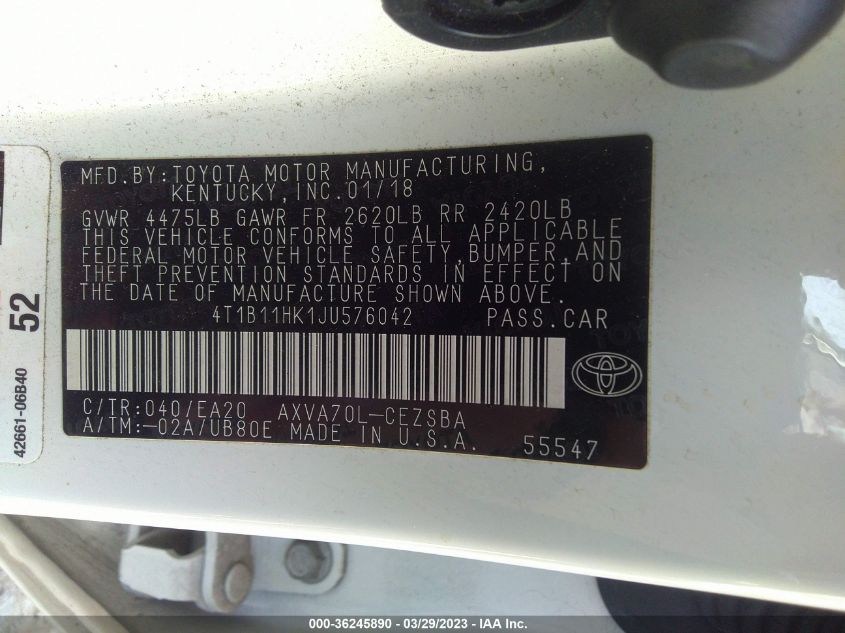 MFD.BY:TOYOTA MOTOR MANUFACTURING,
KENTUCKY,INC.01/18
GVWR 4475LB GAWR FR 2620LB RR 2420LB
THIS VEHICLE CONFORMS TO ALL APPLICABLE
FEDERAL MOTOR VEHICLE SAFETY,BUMPER,AND
THEFT PREVENTION STANDARDS IN EFFECT ON
THE DATE OF MANUFACTURE SHOWN ABOVE.
4T1B11HK1JU576042 PASS.CAR
C/TR:040/EA20 AXVA70L-CEZSBA
A/TM:-02A/UB80E MADE IN U.S.A. 55547
52
42661-06B40
000-36245890 - 03/29/2023 - IAA Inc.